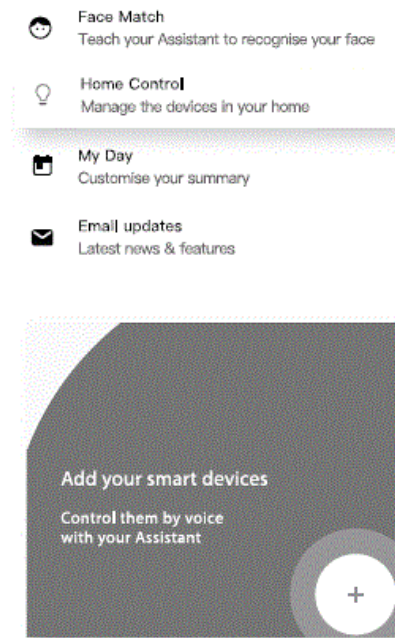 Face Match
Teach your Assistant to recognise your face
Home Control
Manage the devices in your home
My Day
Customise your summary
Email updates
Latest news & features
Add your smart devices
Control them by voice
with your Assistant
+